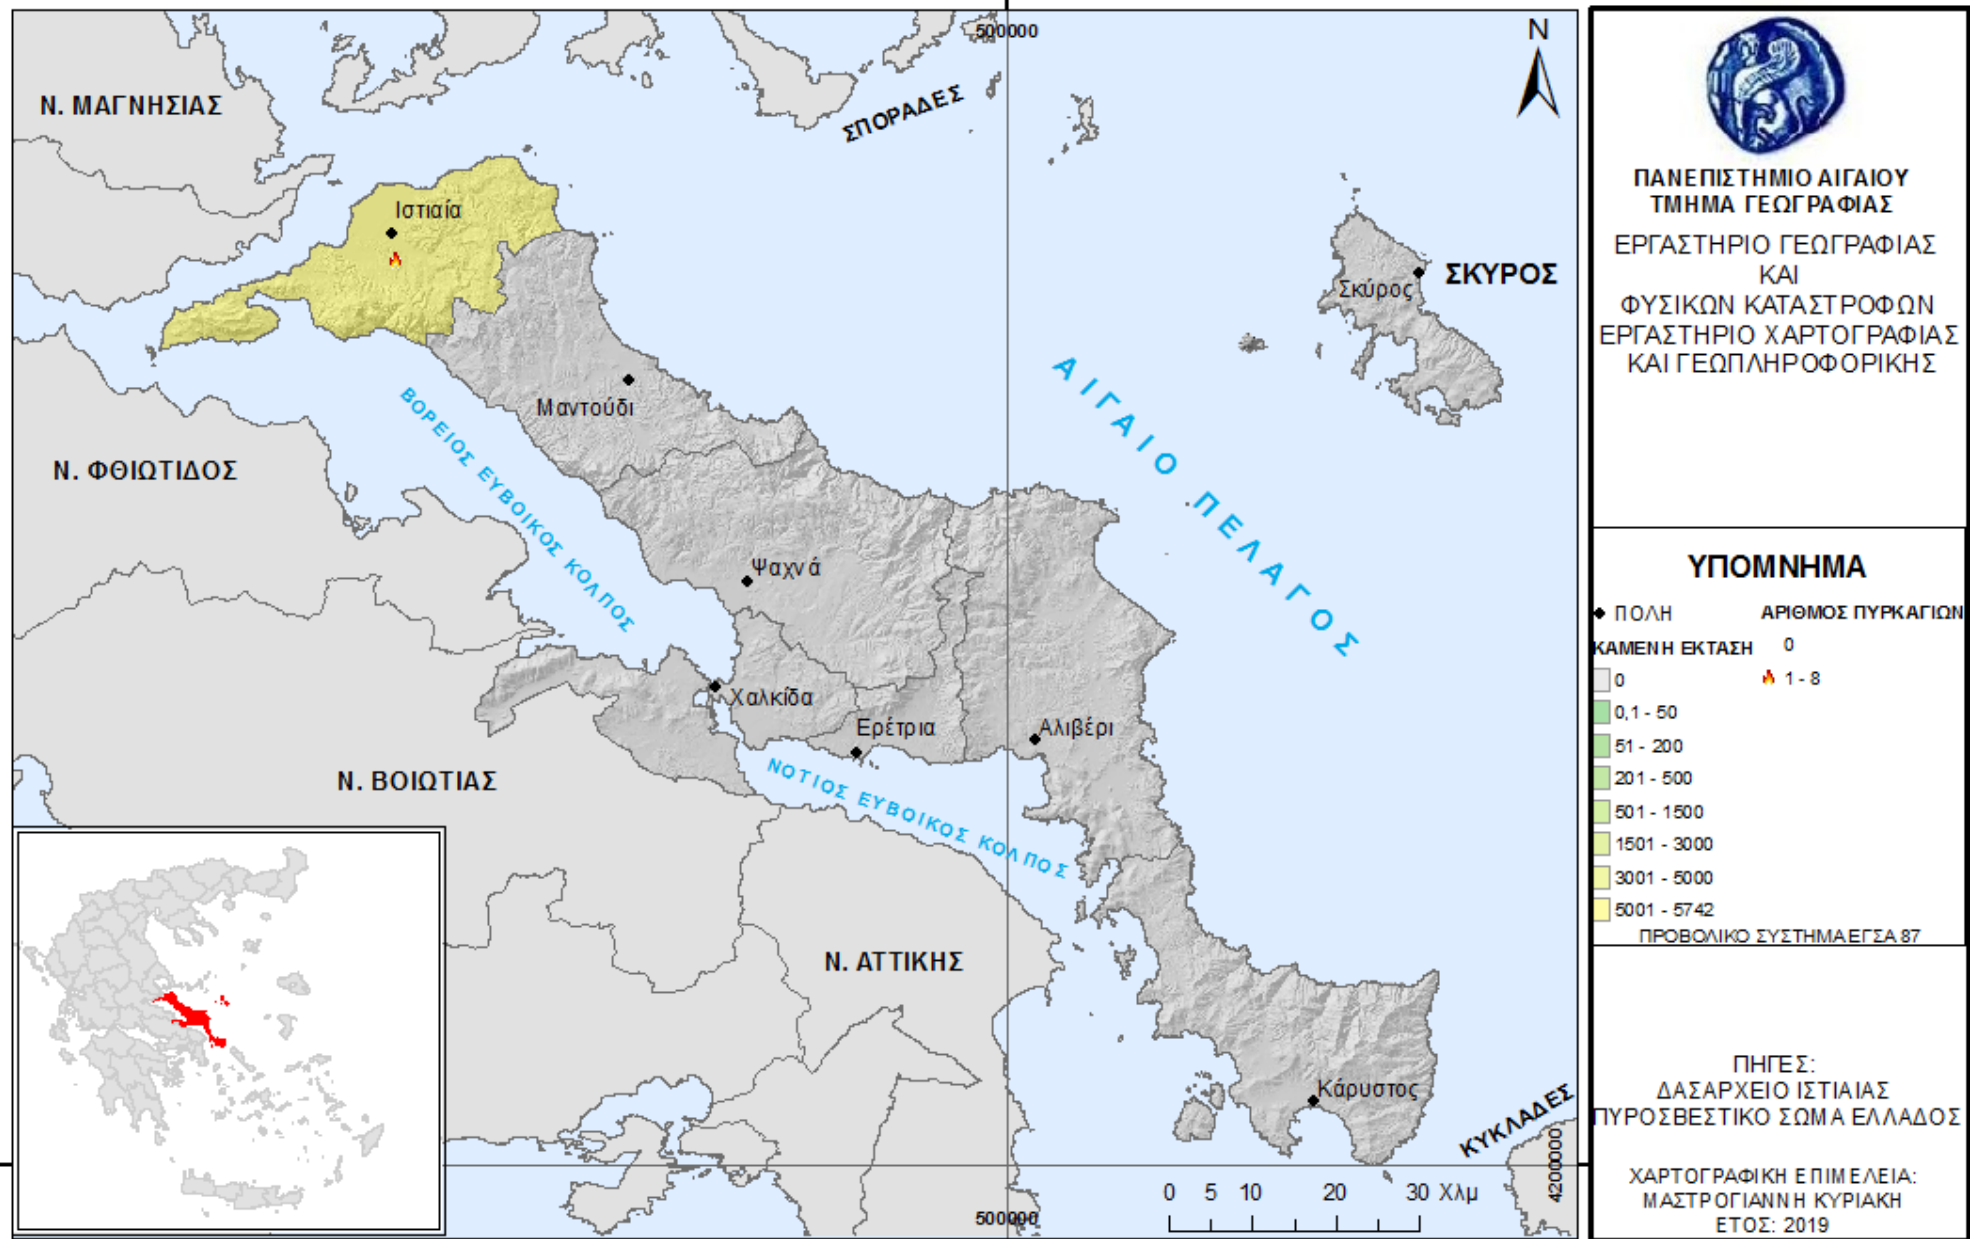 500000
N
Ν. ΜΑΓΝΗΣΙΑΣ
ΣΠΟΡΑΔΕΣ
Ιστιαία
Σκύρος
ΣΚΥΡΟΣ
Μαντούδι
ΑΙΓΑΙΟ ΠΕΛΑΓΟΣ
ΒΟΡΕΙΟΣ ΕΥΒΟΙΚΟΣ ΚΟΛΠΟΣ
Ν. ΦΘΙΩΤΙΔΟΣ
Ψαχνά
Χαλκίδα
Ερέτρια
Αλιβέρι
Ν. ΒΟΙΩΤΙΑΣ
ΝΟΤΙΟΣ ΕΥΒΟΙΚΟΣ ΚΟΛΠΟΣ
Ν. ΑΤΤΙΚΗΣ
Κάρυστος
ΚΥΚΛΑΔΕΣ
4200000
0 5 10 20 30 Χλμ
500000
ΠΑΝΕΠΙΣΤΗΜΙΟ ΑΙΓΑΙΟΥ
ΤΜΗΜΑ ΓΕΩΓΡΑΦΙΑΣ
ΕΡΓΑΣΤΗΡΙΟ ΓΕΩΓΡΑΦΙΑΣ
ΚΑΙ
ΦΥΣΙΚΩΝ ΚΑΤΑΣΤΡΟΦΩΝ
ΕΡΓΑΣΤΗΡΙΟ ΧΑΡΤΟΓΡΑΦΙΑΣ
ΚΑΙ ΓΕΩΠΛΗΡΟΦΟΡΙΚΗΣ
ΥΠΟΜΝΗΜΑ
ΠΟΛΗ ΑΡΙΘΜΟΣ ΠΥΡΚΑΓΙΩΝ
ΚΑΜΕΝΗ ΕΚΤΑΣΗ 0
0 1 - 8
0,1 - 50
51 - 200
201 - 500
501 - 1500
1501 - 3000
3001 - 5000
5001 - 5742
ΠΡΟΒΟΛΙΚΟ ΣΥΣΤΗΜΑ ΕΓΣΑ 87
ΠΗΓΕΣ:
ΔΑΣΑΡΧΕΙΟ ΙΣΤΙΑΙΑΣ
ΠΥΡΟΣΒΕΣΤΙΚΟ ΣΩΜΑ ΕΛΛΑΔΟΣ
ΧΑΡΤΟΓΡΑΦΙΚΗ ΕΠΙΜΕΛΕΙΑ:
ΜΑΣΤΡΟΓΙΑΝΝΗ ΚΥΡΙΑΚΗ
ΕΤΟΣ: 2019